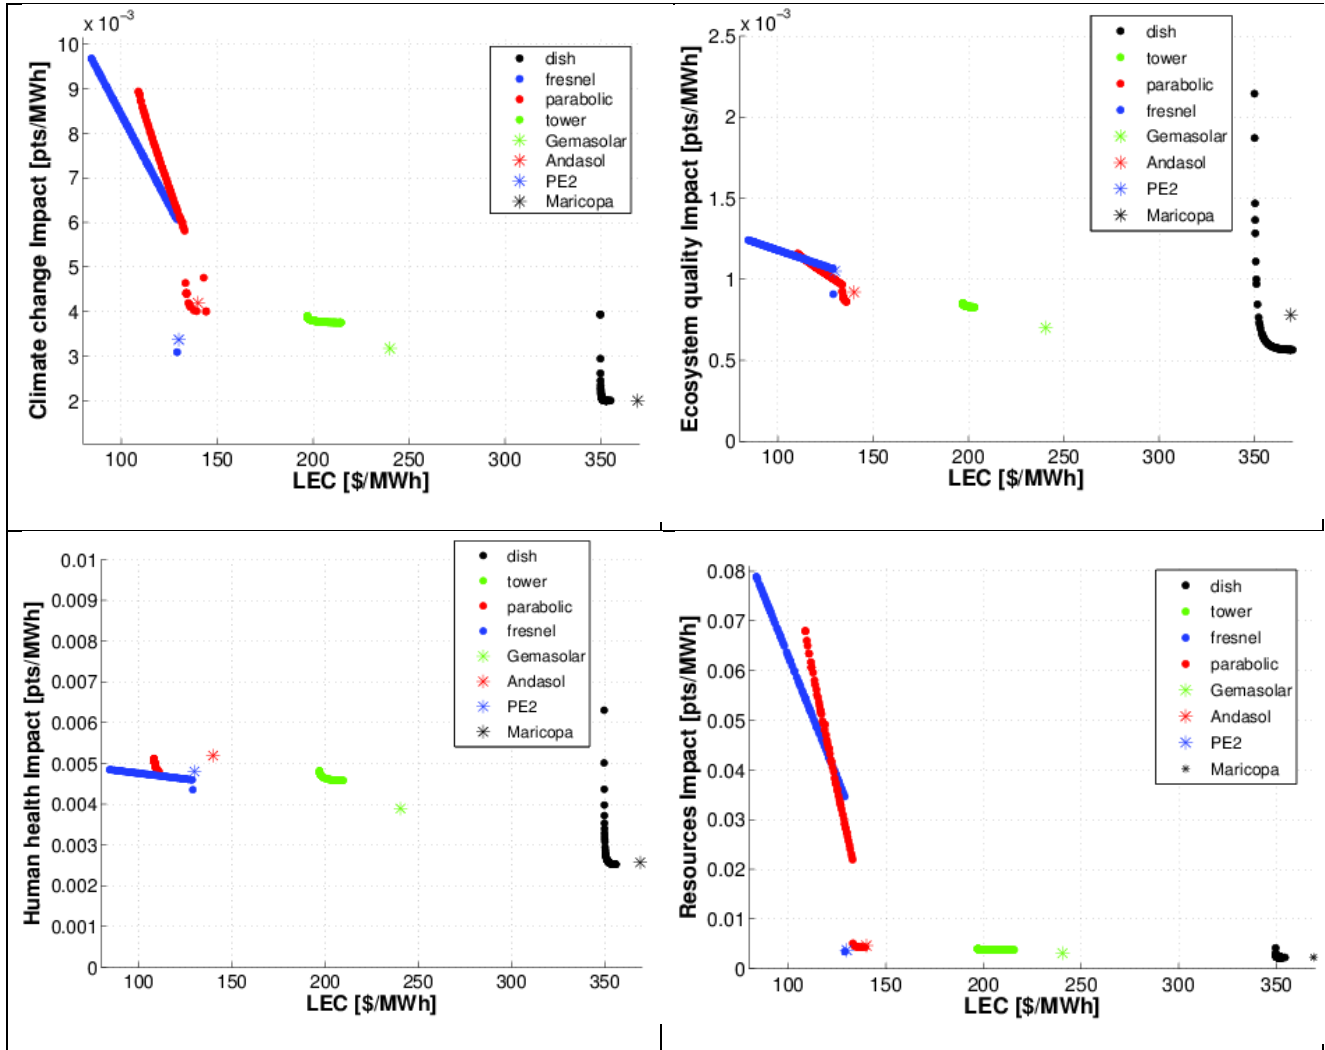 x 10⁻³
10
9
8
7
6
5
4
3
2
Climate change Impact [pts/MWh]
100 150 200 250 300 350
LEC [$/MWh]
dish
fresnel
parabolic
tower
Gemasolar
Andasol
PE2
Maricopa
x 10⁻³
2.5
2
1.5
1
0.5
0
Ecosystem quality Impact [pts/MWh]
100 150 200 250 300 350
LEC [$/MWh]
dish
tower
parabolic
fresnel
Gemasolar
Andasol
PE2
Maricopa
0.01
0.009
0.008
0.007
0.006
0.005
0.004
0.003
0.002
0.001
0
Human health Impact [pts/MWh]
100 150 200 250 300 350
LEC [$/MWh]
dish
tower
parabolic
fresnel
Gemasolar
Andasol
PE2
Maricopa
0.08
0.07
0.06
0.05
0.04
0.03
0.02
0.01
0
Resources Impact [pts/MWh]
100 150 200 250 300 350
LEC [$/MWh]
dish
tower
fresnel
parabolic
Gemasolar
Andasol
PE2
Maricopa